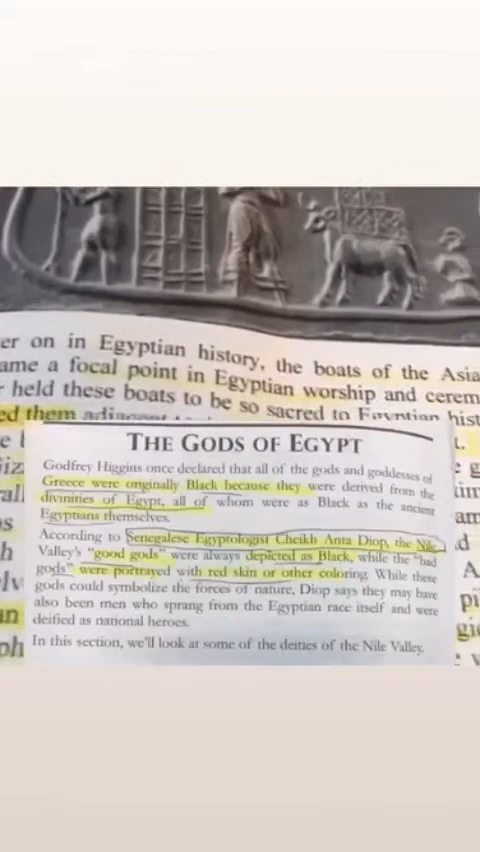 er on in Egyptian history, the boats of the Asia
ame a focal point in Egyptian worship and cerem
held these boats to be so sacred to Egyptian hist
ed them adjacent
THE GODS OF EGYPT
Godfrey Higgins once declared that all of the gods and goddesses of
Greece were originally Black because they were derived from the
divinities of Egypt, all of whom were as Black as the ancient
Egyptians themselves.
According to Senegalese Egyptologist Cheikh Anta Diop, the Nile
Valley's "good gods" were always depicted as Black, while the "bad
gods" were portrayed with red skin or other coloring. While these
gods could symbolize the forces of nature, Diop says they may have
also been men who sprang from the Egyptian race itself and were
deified as national heroes.
In this section, we'll look at some of the deities of the Nile Valley.